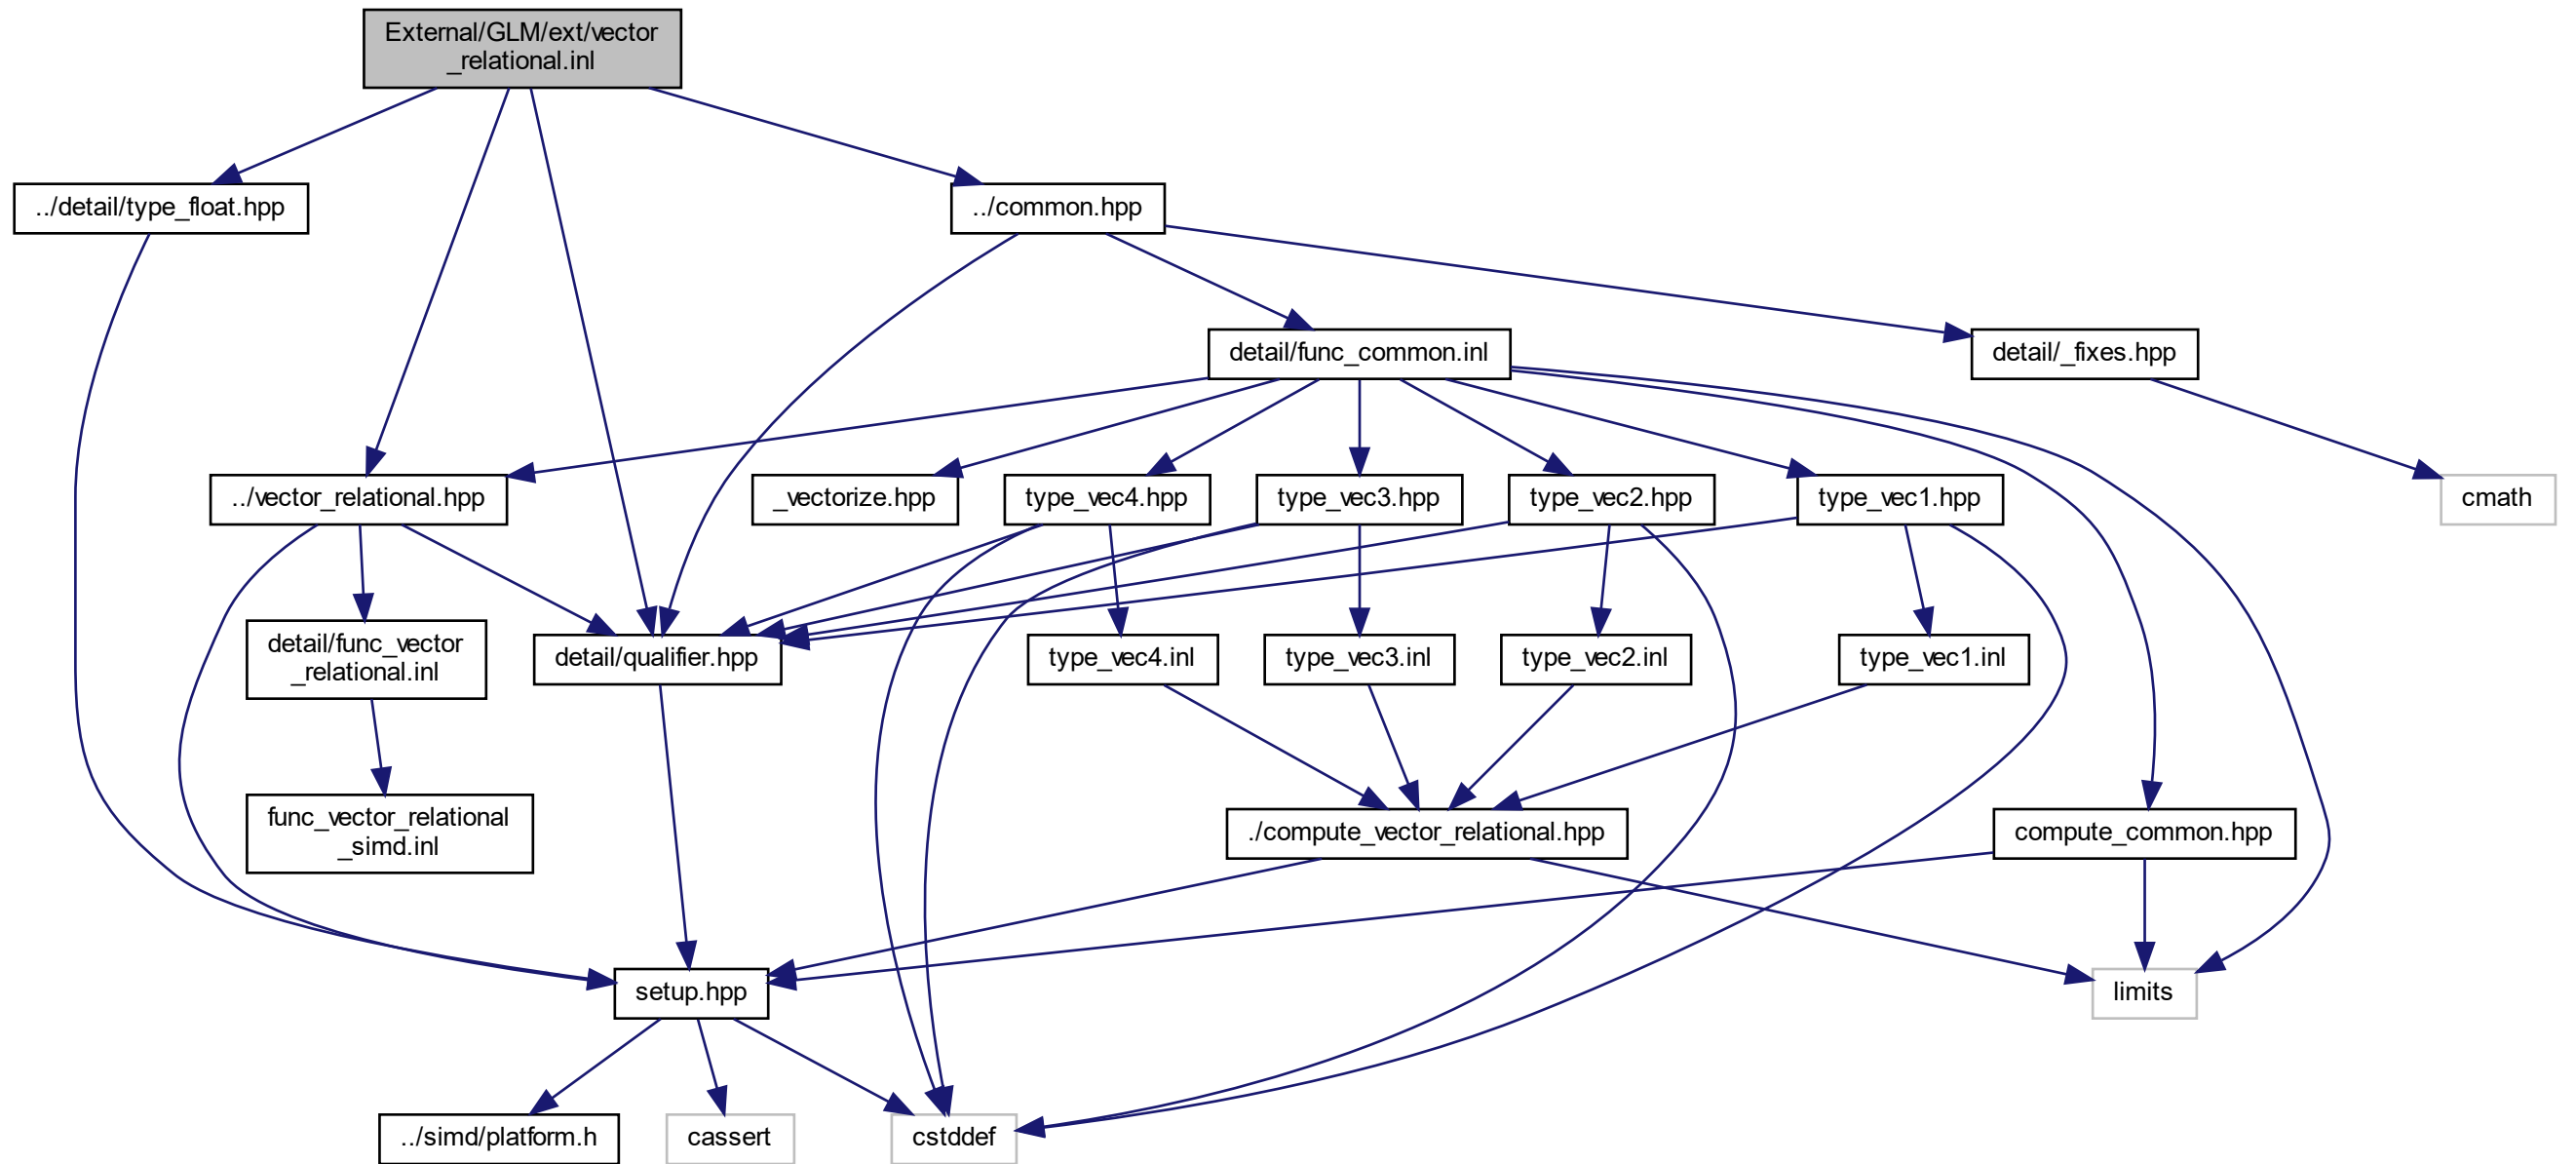 External/GLM/ext/vector
_relational.inl
../detail/type_float.hpp
../common.hpp
detail/func_common.inl
detail/_fixes.hpp
../vector_relational.hpp
_vectorize.hpp
type_vec4.hpp
type_vec3.hpp
type_vec2.hpp
type_vec1.hpp
cmath
detail/func_vector
_relational.inl
detail/qualifier.hpp
type_vec4.inl
type_vec3.inl
type_vec2.inl
type_vec1.inl
func_vector_relational
_simd.inl
./compute_vector_relational.hpp
compute_common.hpp
setup.hpp
limits
../simd/platform.h
cassert
cstddef